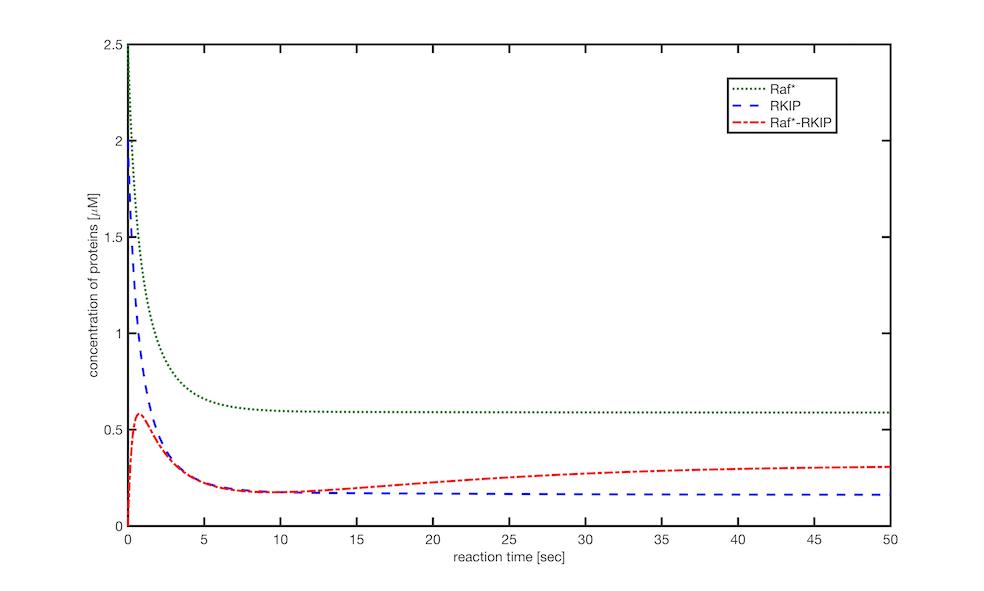 2.5
2
1.5
1
0.5
0
concentration of proteins [μM]
Raf*
RKIP
Raf*-RKIP
0 5 10 15 20 25 30 35 40 45 50
reaction time [sec]